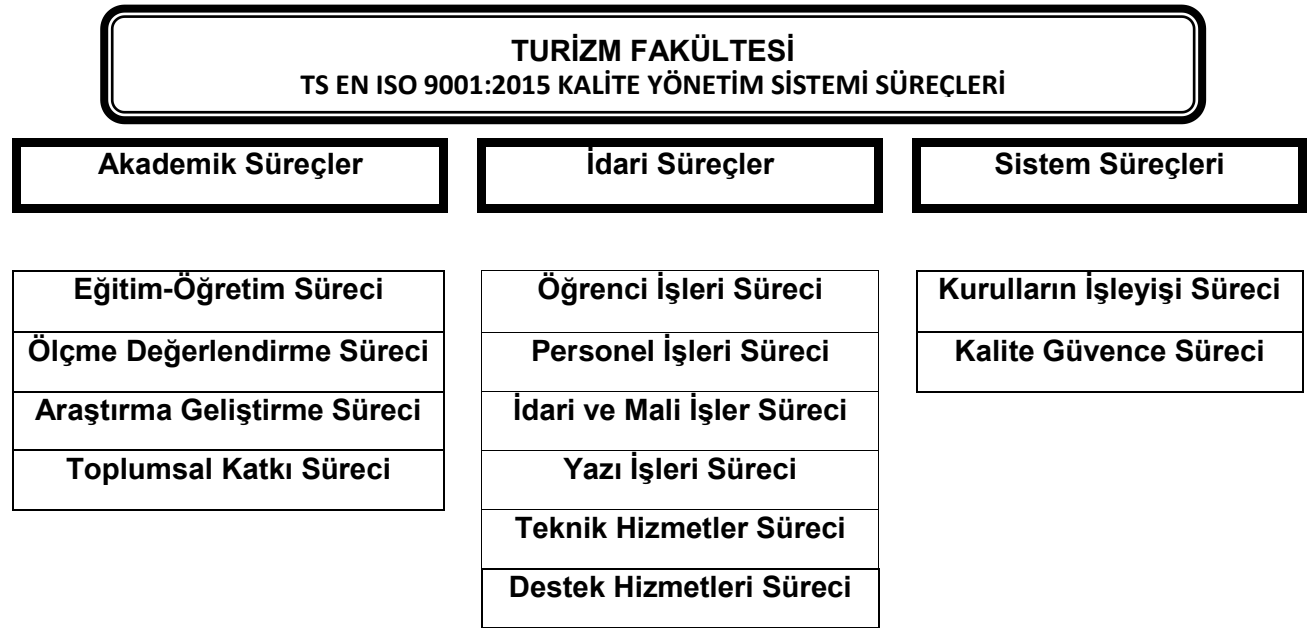 TURİZM FAKÜLTESİ
TS EN ISO 9001:2015 KALİTE YÖNETİM SİSTEMİ SÜREÇLERİ
Akademik Süreçler
Eğitim-Öğretim Süreci
Ölçme Değerlendirme Süreci
Araştırma Geliştirme Süreci
Toplumsal Katkı Süreci
İdari Süreçler
Öğrenci İşleri Süreci
Personel İşleri Süreci
İdari ve Mali İşler Süreci
Yazı İşleri Süreci
Teknik Hizmetler Süreci
Destek Hizmetleri Süreci
Sistem Süreçleri
Kurulların İşleyişi Süreci
Kalite Güvence Süreci